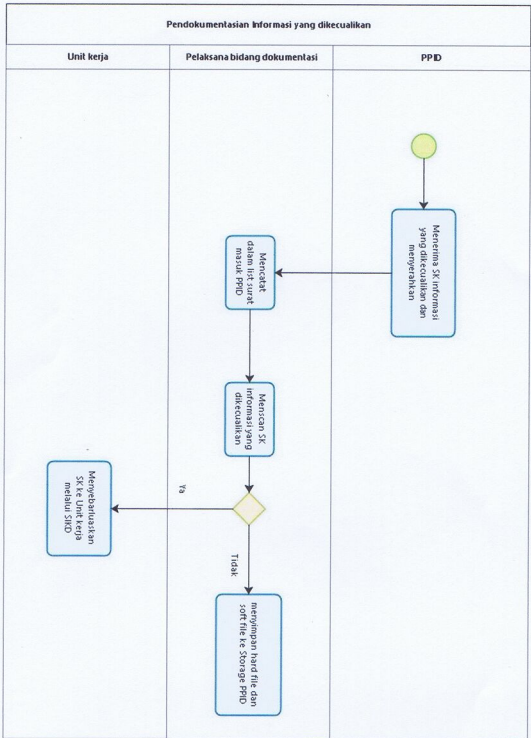 Pendokumentasian Informasi yang dikecualikan
Unit kerja
Pelaksana bidang dokumentasi
PPID
Menerima SK informasi
yang dikecualikan dan
menyerahkan
Mencatat
dalam list surat
masuk PPID
Menscan SK
informasi yang
dikecualikan
Ya
Tidak
Menyebarluaskan
SK ke Unit kerja
melalui SIKD
menyimpan hard file dan
soft file ke Storage PPID